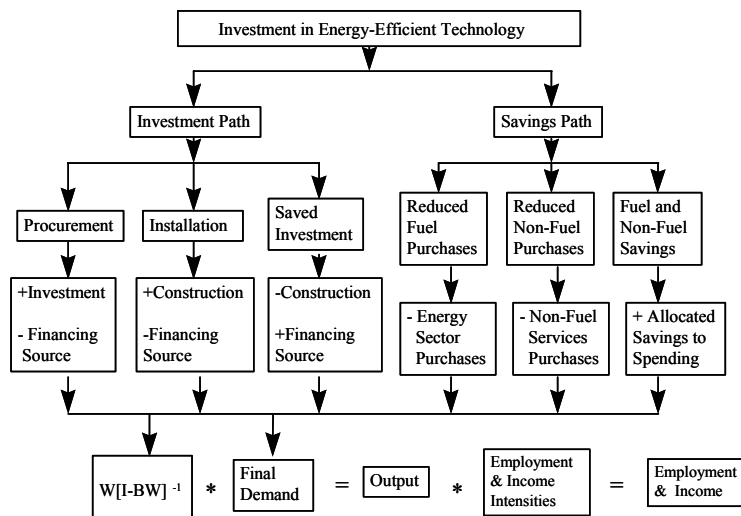 Investment in Energy-Efficient Technology
Investment Path
Savings Path
Procurement
Installation
Saved
Investment
Reduced
Fuel
Purchases
Reduced
Non-Fuel
Purchases
Fuel and
Non-Fuel
Savings
+Investment
- Financing
Source
+Construction
-Financing
Source
-Construction
+Financing
Source
- Energy
Sector
Purchases
- Non-Fuel
Services
Purchases
+ Allocated
Savings to
Spending
W[I-BW] -1
*
Final
Demand
=
Output
*
Employment
& Income
Intensities
=
Employment
& Income